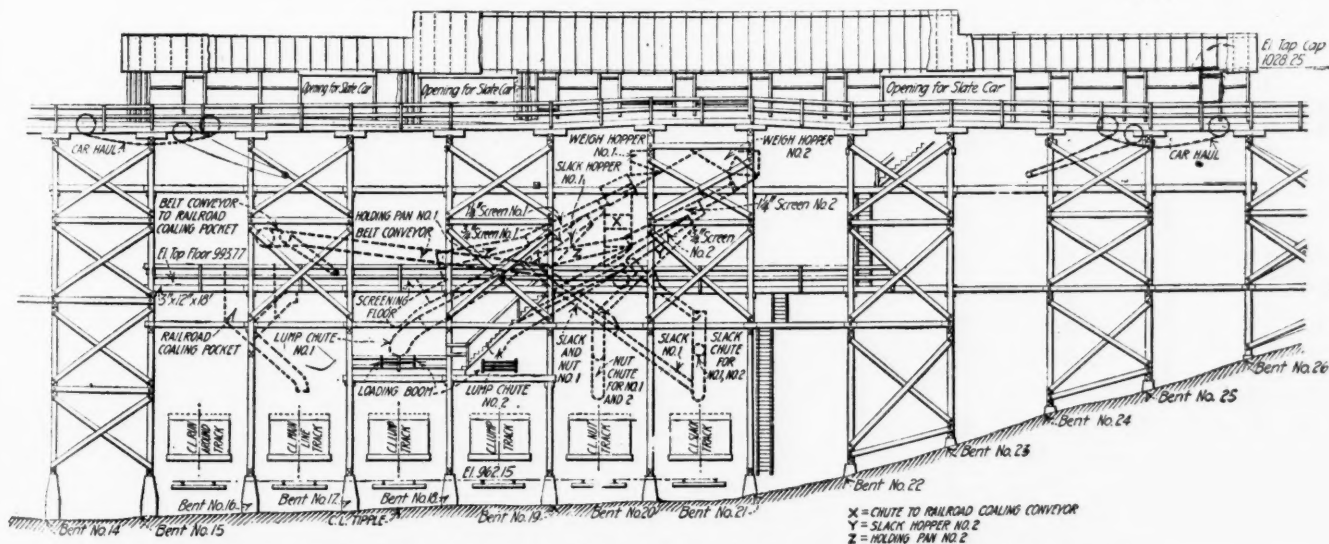 El. Top Cap
1028.25
Opening for Slate Car
Opening for Slate Car
Opening for Slate Car
CAR HAUL
WEIGH HOPPER
NO.1
SLACK HOPPER
NO.1
WEIGH HOPPER
NO.2
CAR HAUL
BELT CONVEYOR
TO RAILROAD
COALING POCKET
HOLDING PAN NO.1
BELT CONVEYOR
Screen No.1
Screen No.1
X
Z
Screen No.2
Screen
No.2
El. Top Floor 993.77
3"x12"x18'
SCREENING
FLOOR
RAILROAD
COALING POCKET
LUMP CHUTE
NO.1
LOADING BOOM
LUMP CHUTE
NO.2
SLACK
AND
NUT
NO.1
NUT
CHUTE
FOR NO.1
AND 2
SLACK
NO.1
SLACK
CHUTE
FOR
NO.1, NO.2
C.L. RUN
AROUND
TRACK
C.L. MAIN
LINE
TRACK
C.L. LUMP
TRACK
C.L. LUMP
TRACK
C.L. NUT
TRACK
C.L. SLACK
TRACK
El. 962.15
Bent No.14
Bent No.15
Bent No.16
Bent No.17
C.L. TIPPLE
Bent No.18
Bent No.19
Bent No.20
Bent No.21
Bent No.22
Bent No.23
Bent No.24
Bent No.25
Bent No.26
X = CHUTE TO RAILROAD COALING CONVEYOR
Y = SLACK HOPPER NO.2
Z = HOLDING PAN NO.2